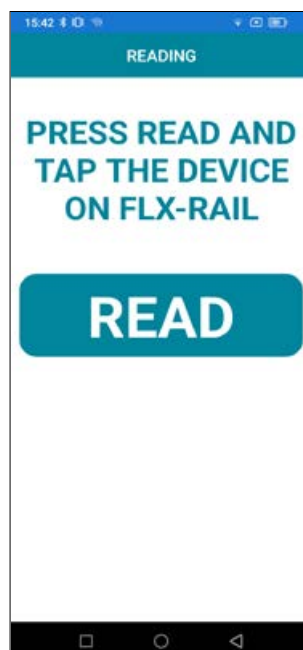 15:42
READING
PRESS READ AND
TAP THE DEVICE
ON FLX-RAIL
READ